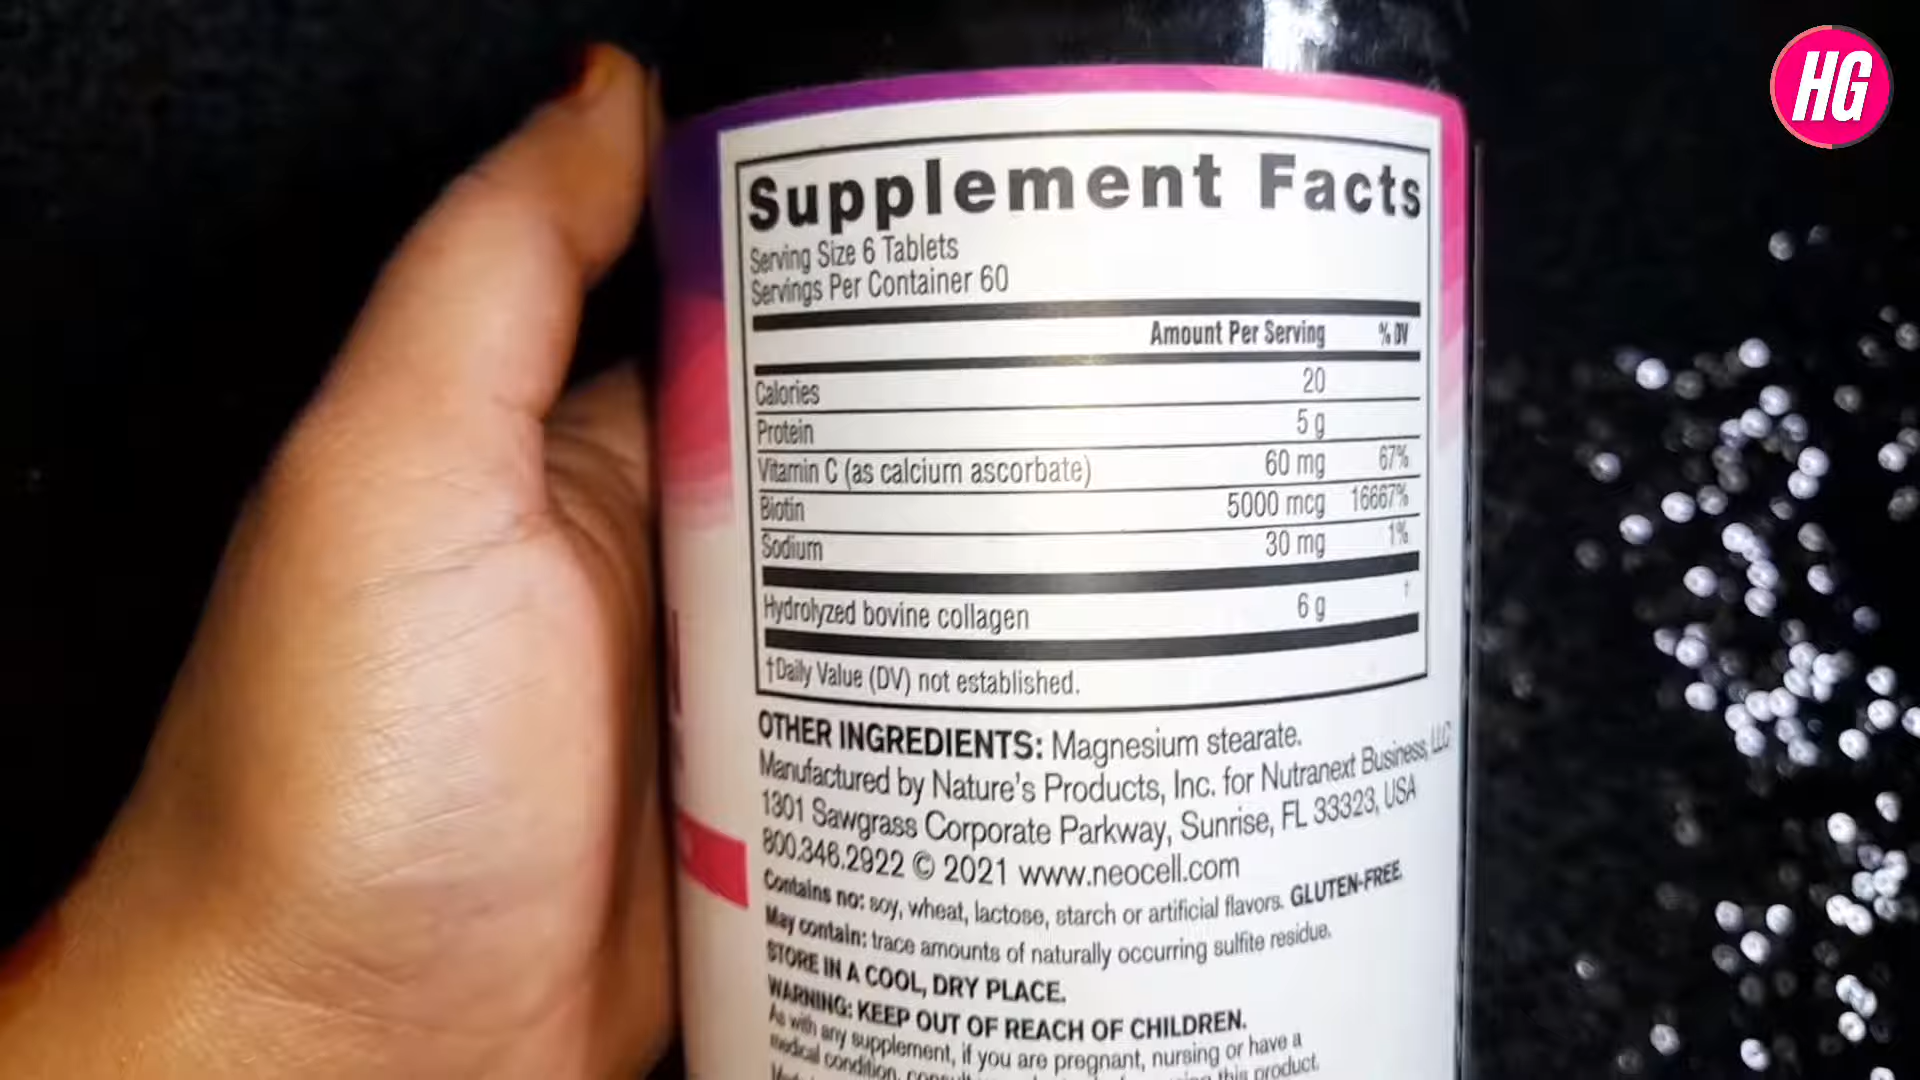 HG
Supplement Facts
Serving Size 6 Tablets
Servings Per Container 60
Amount Per Serving % DV
Calories 20
Protein 5 g
Vitamin C (as calcium ascorbate) 60 mg 67%
Biotin 5000 mcg 16667%
Sodium 30 mg 1%
Hydrolyzed bovine collagen 6 g †
†Daily Value (DV) not established.
OTHER INGREDIENTS: Magnesium stearate.
Manufactured by Nature's Products, Inc. for Nutranext Business, LLC
1301 Sawgrass Corporate Parkway, Sunrise, FL 33323, USA
800.346.2922 © 2021 www.neocell.com
Contains no: soy, wheat, lactose, starch or artificial flavors. GLUTEN-FREE.
May contain: trace amounts of naturally occurring sulfite residue.
STORE IN A COOL, DRY PLACE.
WARNING: KEEP OUT OF REACH OF CHILDREN.
As with any supplement, if you are pregnant, nursing or have a
medical condition, this product.